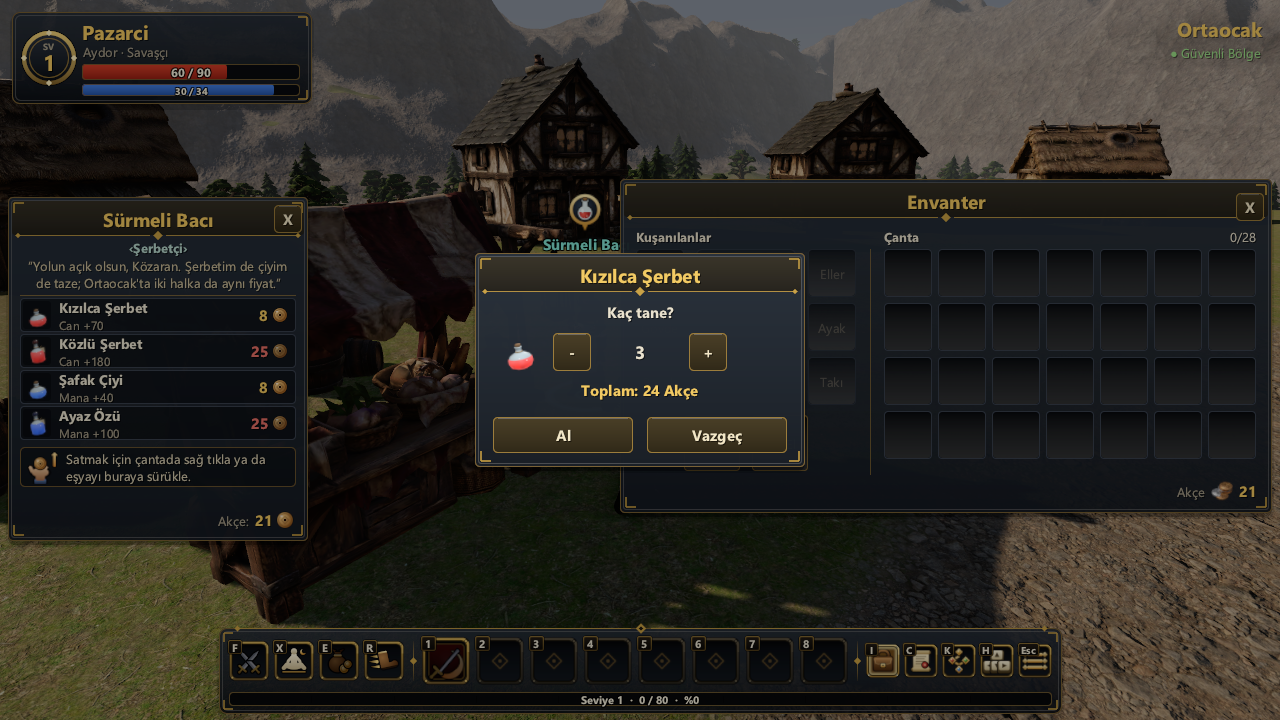 SV
1
Pazarci
Aydor · Savaşçı
60 / 90
30 / 34
Ortaocak
Güvenli Bölge
Sürmeli Bacı
X
‹Şerbetçi›
"Yolun açık olsun, Közaran. Şerbetim de çiyim
de taze; Ortaocak'ta iki halka da aynı fiyat."
Kızılca Şerbet
8
Can +70
Közlü Şerbet
25
Can +180
Şafak Çiyi
8
Mana +40
Ayaz Özü
25
Mana +100
Satmak için çantada sağ tıkla ya da
eşyayı buraya sürükle.
Akçe: 21
Sürmeli Ba
Envanter
X
Kuşanılanlar
Çanta
0/28
Eller
Ayak
Takı
Akçe
21
Kızılca Şerbet
Kaç tane?
-
3
+
Toplam: 24 Akçe
Al
Vazgeç
F
X
E
R
1
2
3
4
5
6
7
8
I
C
K
H
Esc
Seviye 1 · 0 / 80 · %0